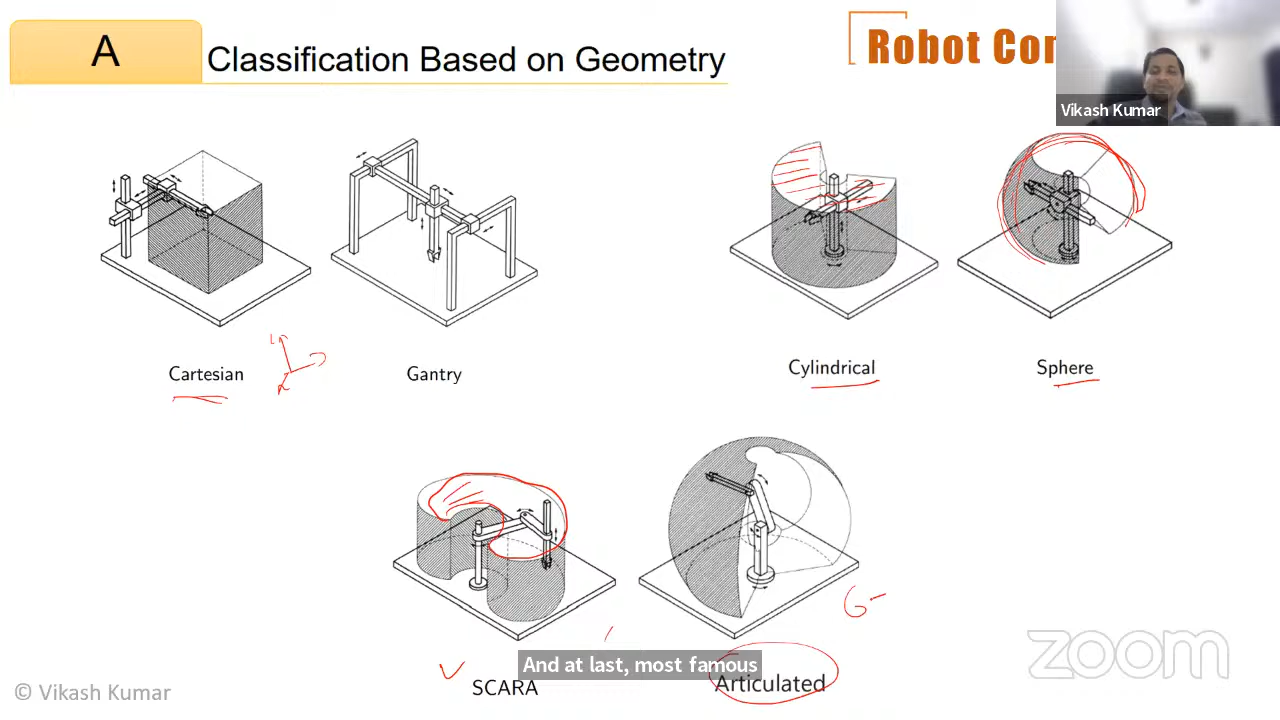 A
Classification Based on Geometry
Robot Con
Vikash Kumar
Cartesian
Gantry
Cylindrical
Sphere
And at last, most famous
SCARA
Articulated
zoom
© Vikash Kumar